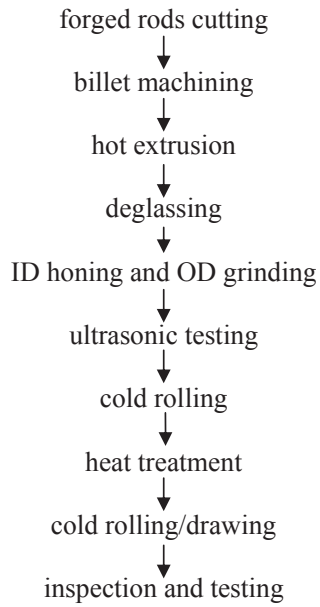 forged rods cutting
billet machining
hot extrusion
deglassing
ID honing and OD grinding
ultrasonic testing
cold rolling
heat treatment
cold rolling/drawing
inspection and testing